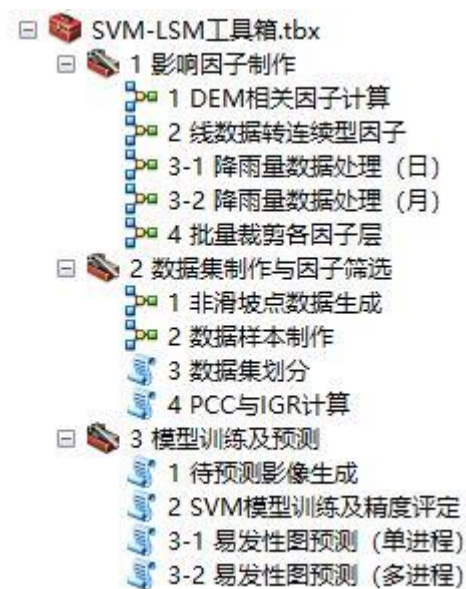 SVM-LSM工具箱.tbx
1 影响因子制作
1 DEM相关因子计算
2 线数据转连续型因子
3-1 降雨量数据处理（日）
3-2 降雨量数据处理（月）
4 批量裁剪各因子层
2 数据集制作与因子筛选
1 非滑坡点数据生成
2 数据样本制作
3 数据集划分
4 PCC与IGR计算
3 模型训练及预测
1 待预测影像生成
2 SVM模型训练及精度评定
3-1 易发性图预测（单进程）
3-2 易发性图预测（多进程）